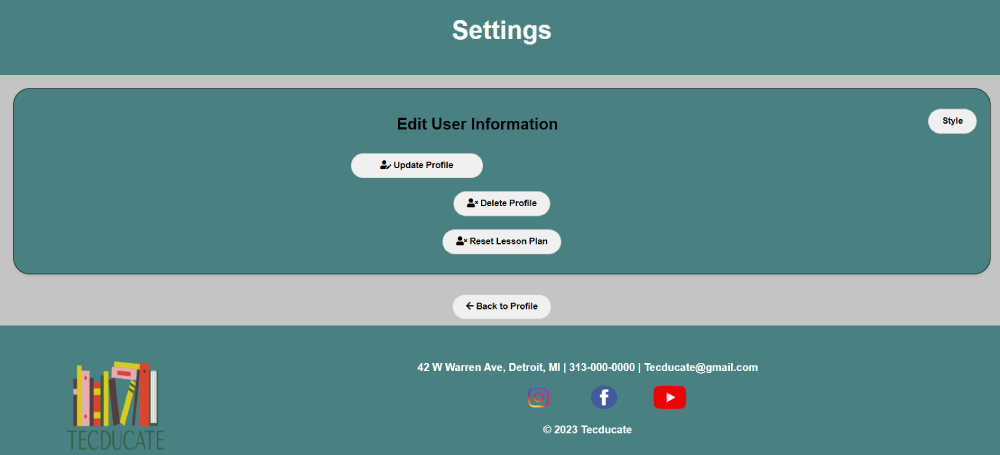 Settings
Edit User Information
Style
Update Profile
Delete Profile
Reset Lesson Plan
Back to Profile
42 W Warren Ave, Detroit, MI | 313-000-0000 | Tecducate@gmail.com
TECDUCATE
© 2023 Tecducate